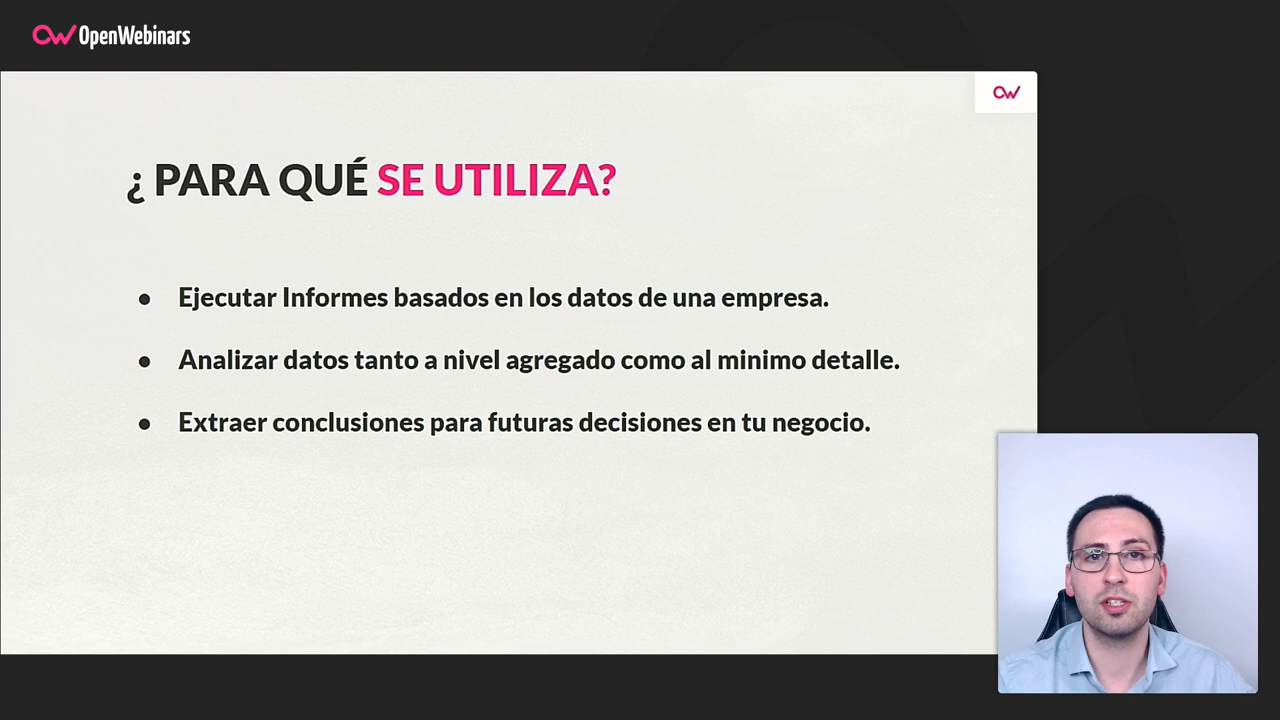 OpenWebinars
¿ PARA QUÉ SE UTILIZA?
● Ejecutar Informes basados en los datos de una empresa.
● Analizar datos tanto a nivel agregado como al minimo detalle.
● Extraer conclusiones para futuras decisiones en tu negocio.